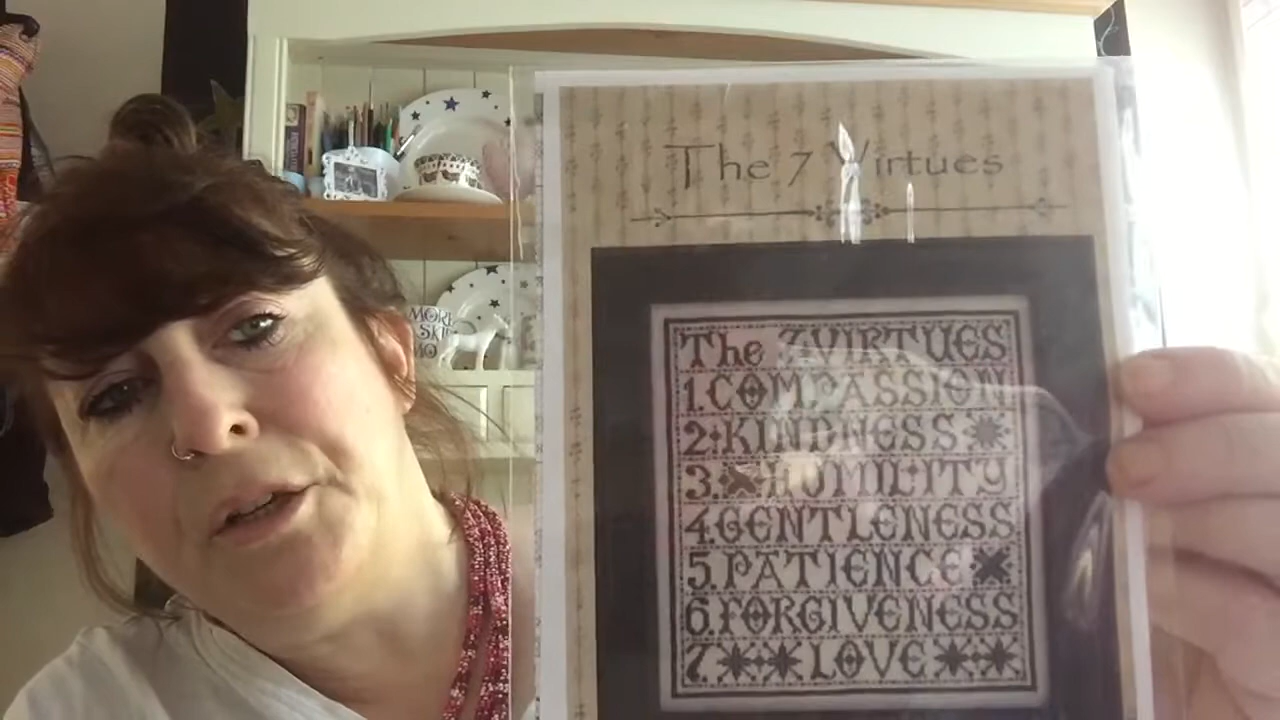 The 7 Virtues
The 7 VIRTUES
1. COMPASSION
2. KINDNESS
3. HUMILITY
4. GENTLENESS
5. PATIENCE
6. FORGIVENESS
7. LOVE
MORE